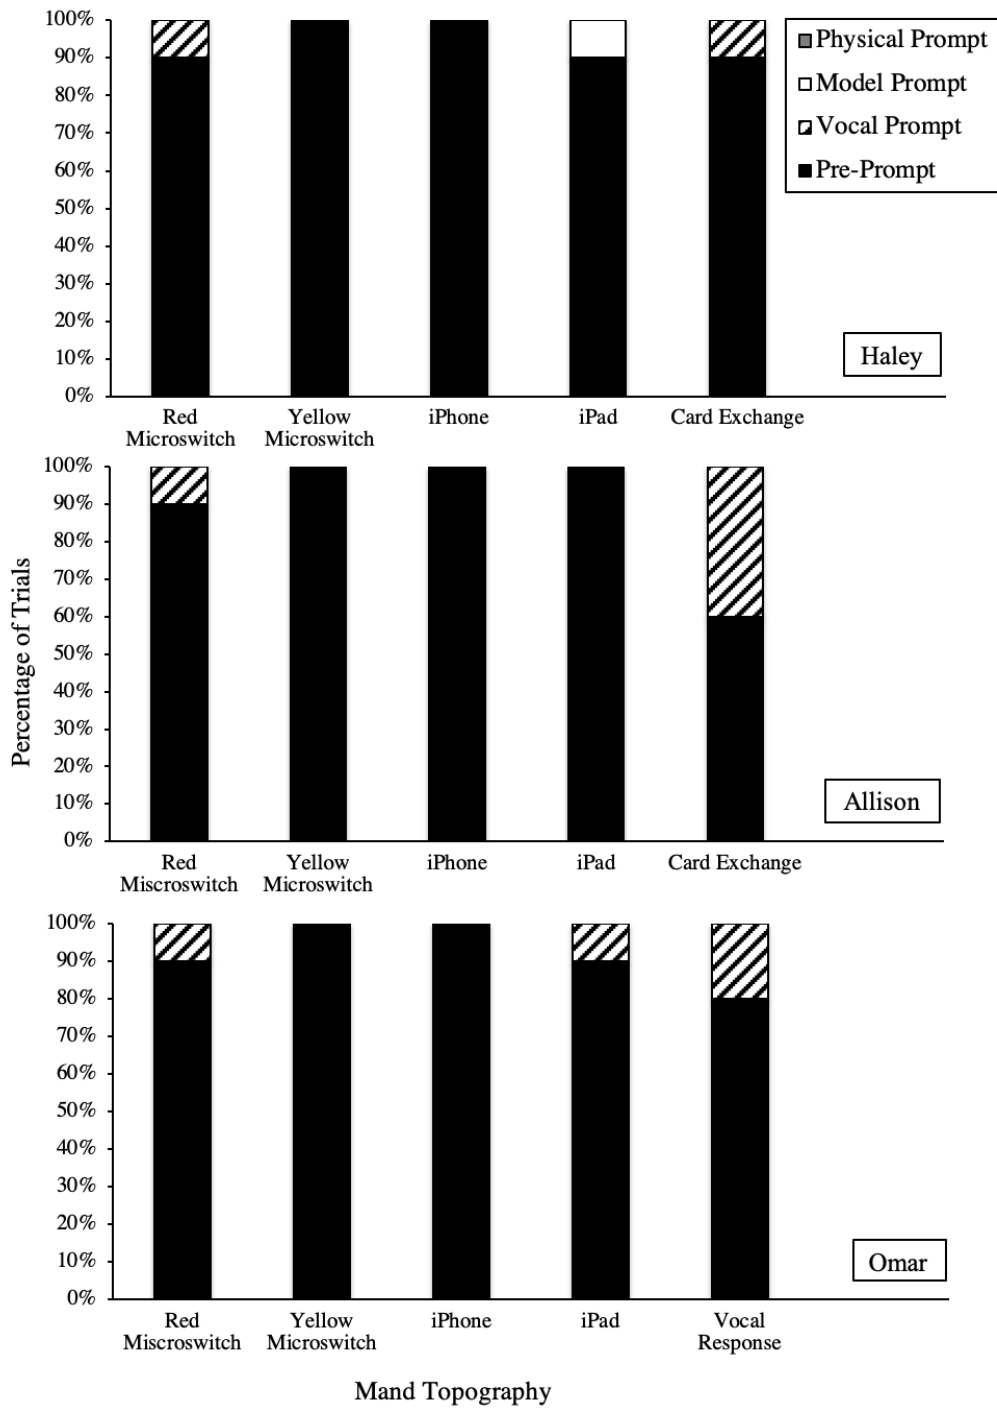 100%
90%
80%
70%
60%
50%
40%
30%
20%
10%
0%
Physical Prompt
Model Prompt
Vocal Prompt
Pre-Prompt
Haley
Red
Microswitch
Yellow
Microswitch
iPhone
iPad
Card Exchange
Percentage of Trials
100%
90%
80%
70%
60%
50%
40%
30%
20%
10%
0%
Allison
Red
Miscroswitch
Yellow
Microswitch
iPhone
iPad
Card Exchange
100%
90%
80%
70%
60%
50%
40%
30%
20%
10%
0%
Omar
Red
Miscroswitch
Yellow
Microswitch
iPhone
iPad
Vocal
Response
Mand Topography